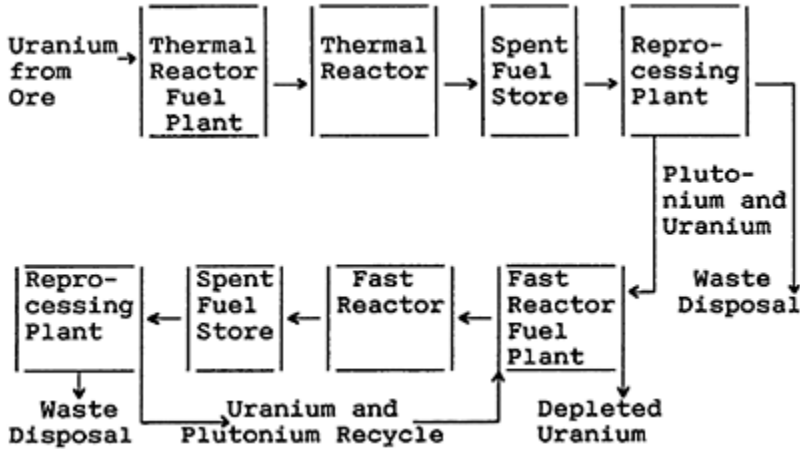 Uranium
from
Ore
Thermal
Reactor
Fuel
Plant
Thermal
Reactor
Spent
Fuel
Store
Repro-
cessing
Plant
Pluto-
nium and
Uranium
Waste
Disposal
Fast
Reactor
Fuel
Plant
Fast
Reactor
Spent
Fuel
Store
Repro-
cessing
Plant
Waste
Disposal
Uranium and
Plutonium Recycle
Depleted
Uranium